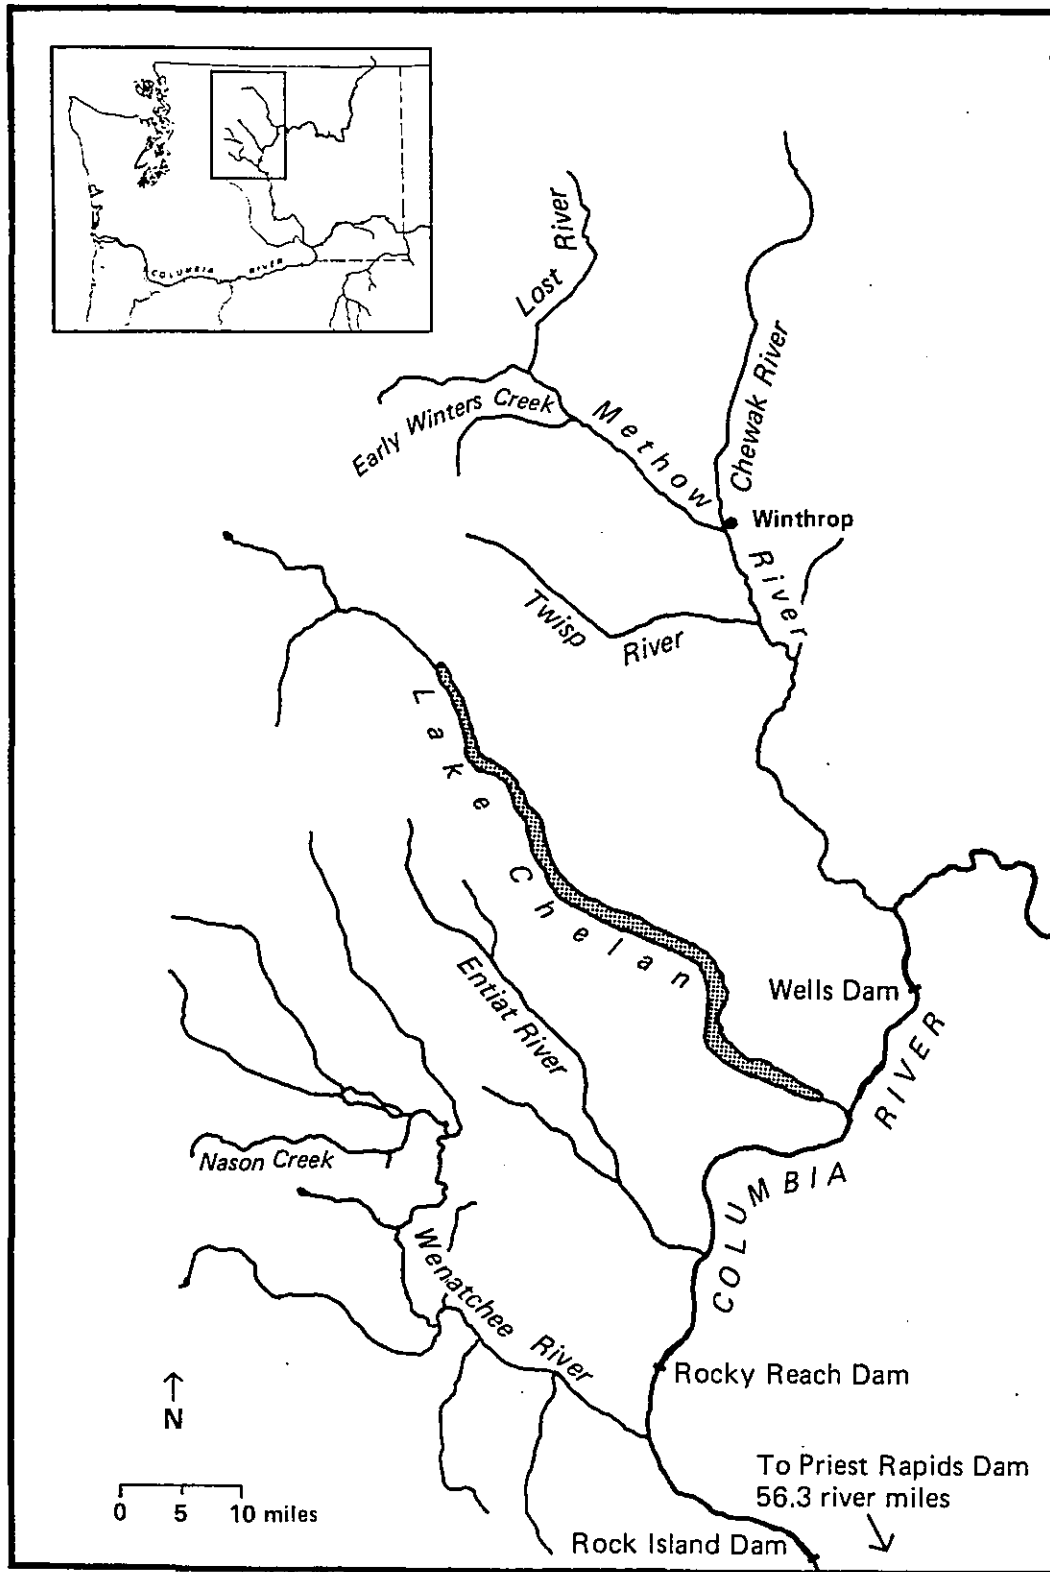 COLUMBIA RIVER
Lost River
Early Winters Creek
Methow River
Chewak River
Winthrop
Twisp River
Lake Chelan
Entiat River
Wells Dam
COLUMBIA RIVER
Nason Creek
Wenatchee River
Rocky Reach Dam
N
0 5 10 miles
To Priest Rapids Dam
56.3 river miles
Rock Island Dam